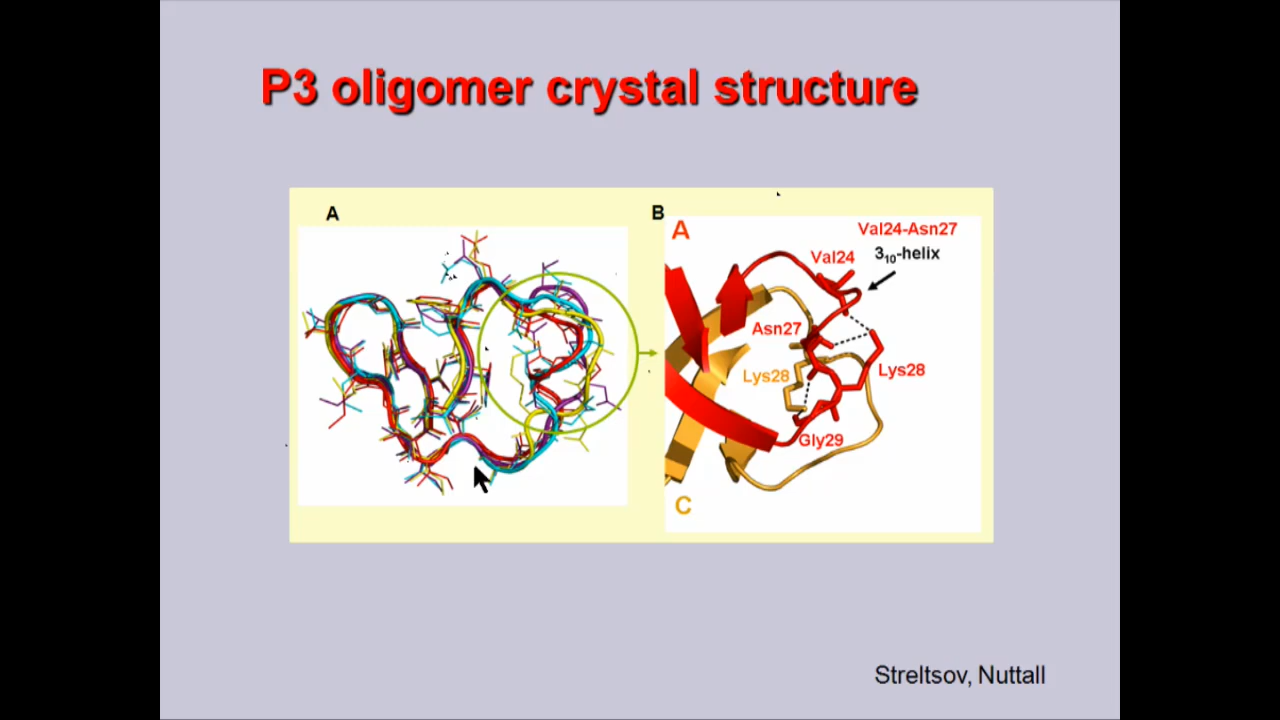 P3 oligomer crystal structure
A
B
A
Val24-Asn27
3₁₀-helix
Val24
Asn27
Lys28
Lys28
Gly29
C
Streltsov, Nuttall